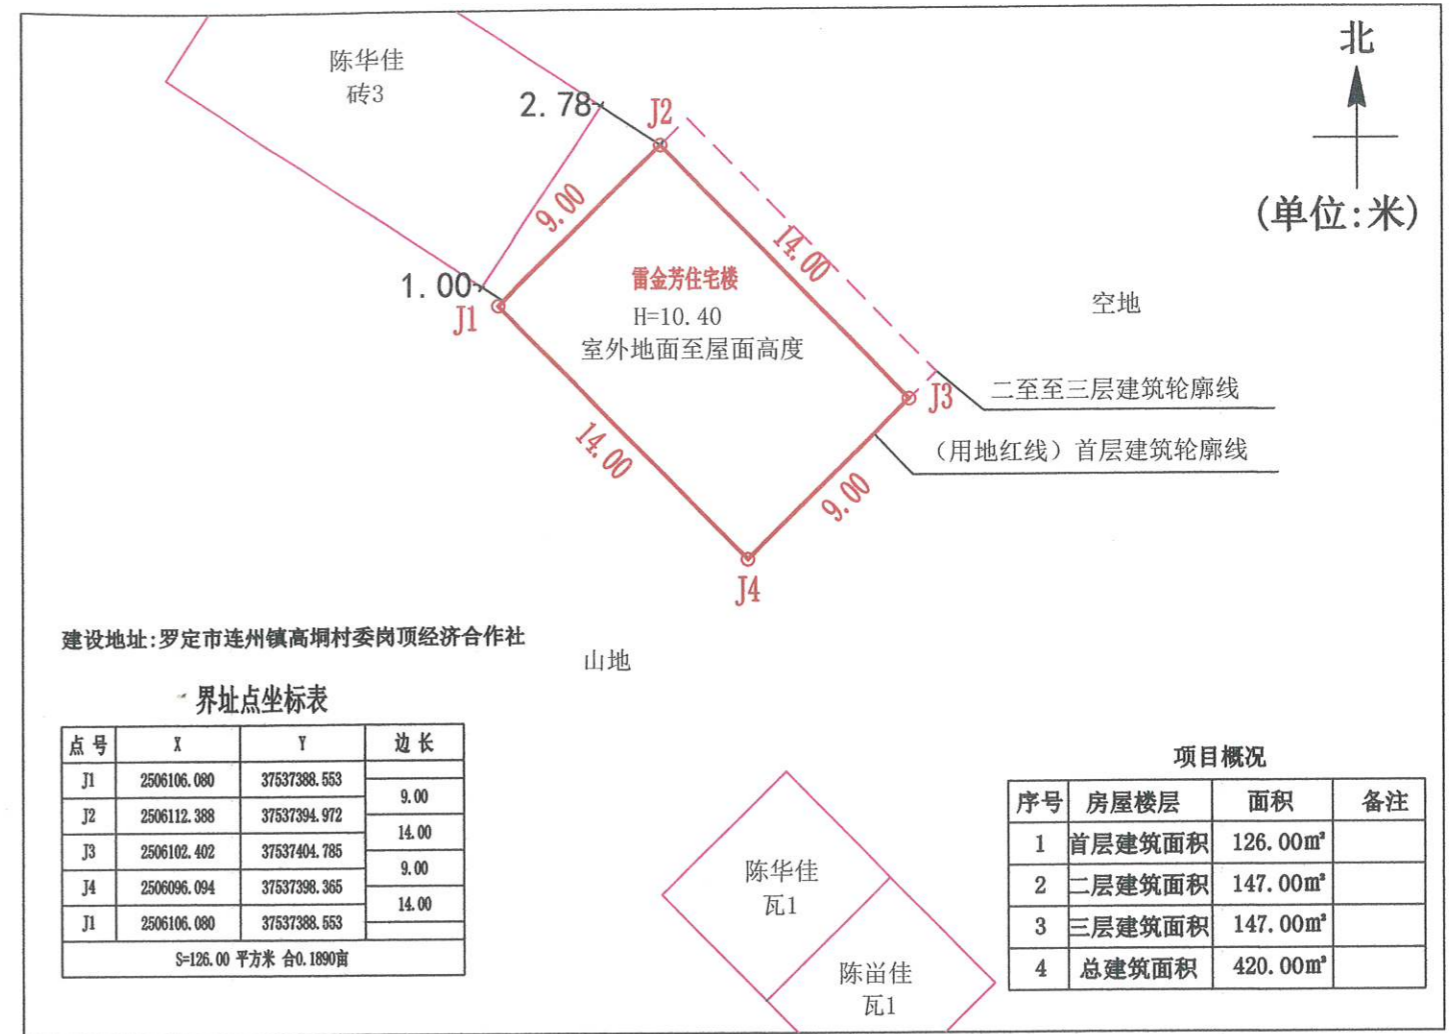 陈华佳
砖3
北
(单位:米)
2.78
J2
9.00
14.00
1.00
J1
雷金芳住宅楼
H=10.40
室外地面至屋面高度
空地
二至至三层建筑轮廓线
J3
(用地红线)首层建筑轮廓线
14.00
9.00
J4
建设地址:罗定市连州镇高垌村委岗顶经济合作社
山地
界址点坐标表
点号 X Y 边长
J1 2506106.080 37537388.553
9.00
J2 2506112.388 37537394.972
14.00
J3 2506102.402 37537404.785
9.00
J4 2506096.094 37537398.365
14.00
J1 2506106.080 37537388.553
S=126.00 平方米 合0.1890亩
项目概况
序号 房屋楼层 面积 备注
1 首层建筑面积 126.00m²
2 二层建筑面积 147.00m²
3 三层建筑面积 147.00m²
4 总建筑面积 420.00m²
陈华佳
瓦1
陈畄佳
瓦1